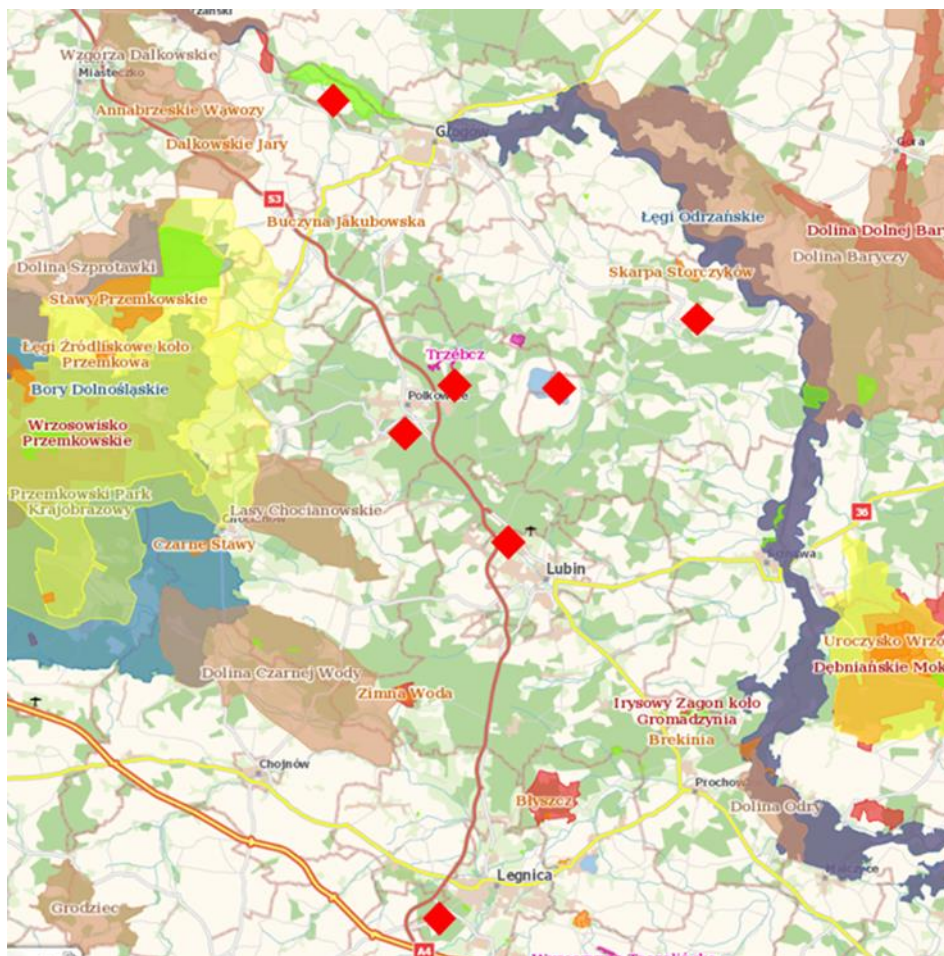 Wzgórza Dalkowskie
Miasteczko
Annabrzeskie Wąwozy
Dalkowskie Jary
Głogów
Góra
S3
Buczyna Jakubowska
Łęgi Odrzańskie
Dolina Dolnej Bar
Dolina Baryczy
Dolina Szprotawki
Skarpa Storczyków
Stawy Przemkowskie
Łęgi Źródliskowe koło
Przemkowa
Trzebcz
Bory Dolnośląskie
Polkowice
Wrzosowisko
Przemkowskie
Przemkowski Park
Krajobrazowy
Lasy Chocianowskie
36
Czarne Stawy
Lubin
Uroczysko Wrzo
Dębniańskie Mok
Dolina Czarnej Wody
Zimna Woda
Irysowy Zagon koło
Gromadzynia
Brekinia
Chojnów
Prochow
Błyszcz
Dolina Odry
Legnica
Grodziec
A4